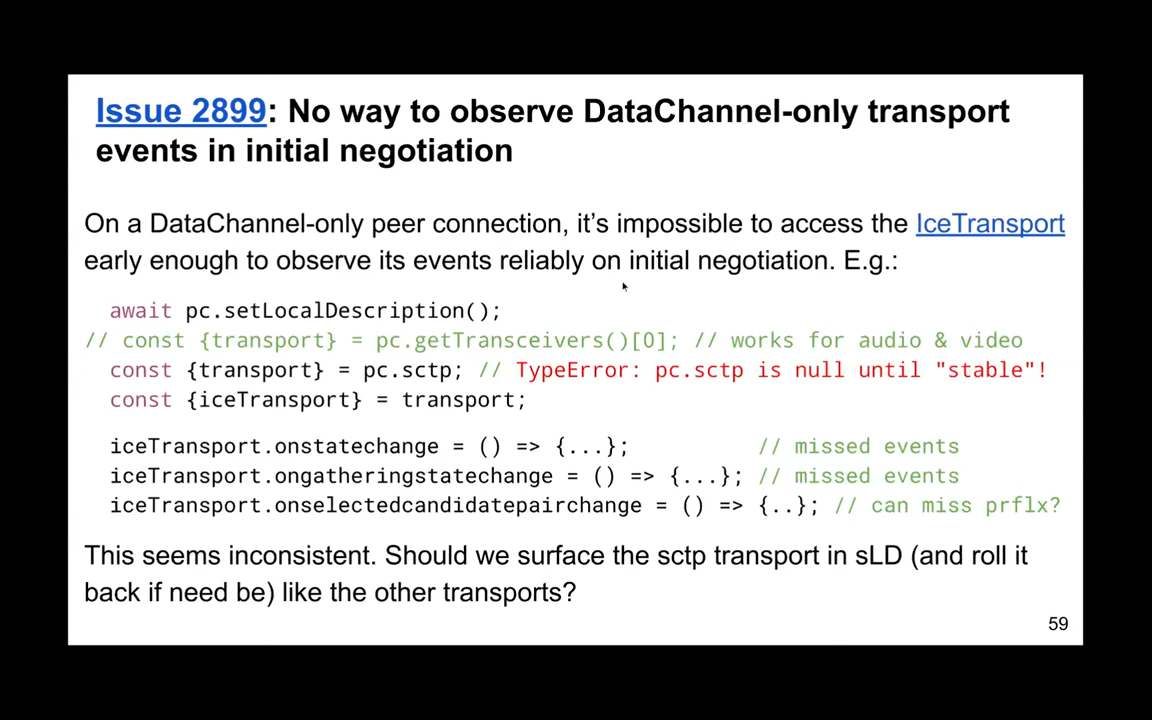 Issue 2899: No way to observe DataChannel-only transport
events in initial negotiation
On a DataChannel-only peer connection, it’s impossible to access the IceTransport
early enough to observe its events reliably on initial negotiation. E.g.:
await pc.setLocalDescription();
// const {transport} = pc.getTransceivers()[0]; // works for audio & video
const {transport} = pc.sctp; // TypeError: pc.sctp is null until "stable"!
const {iceTransport} = transport;
iceTransport.onstatechange = () => {...}; // missed events
iceTransport.ongatheringstatechange = () => {...}; // missed events
iceTransport.onselectedcandidatepairchange = () => {..}; // can miss prflx?
This seems inconsistent. Should we surface the sctp transport in sLD (and roll it
back if need be) like the other transports?
59